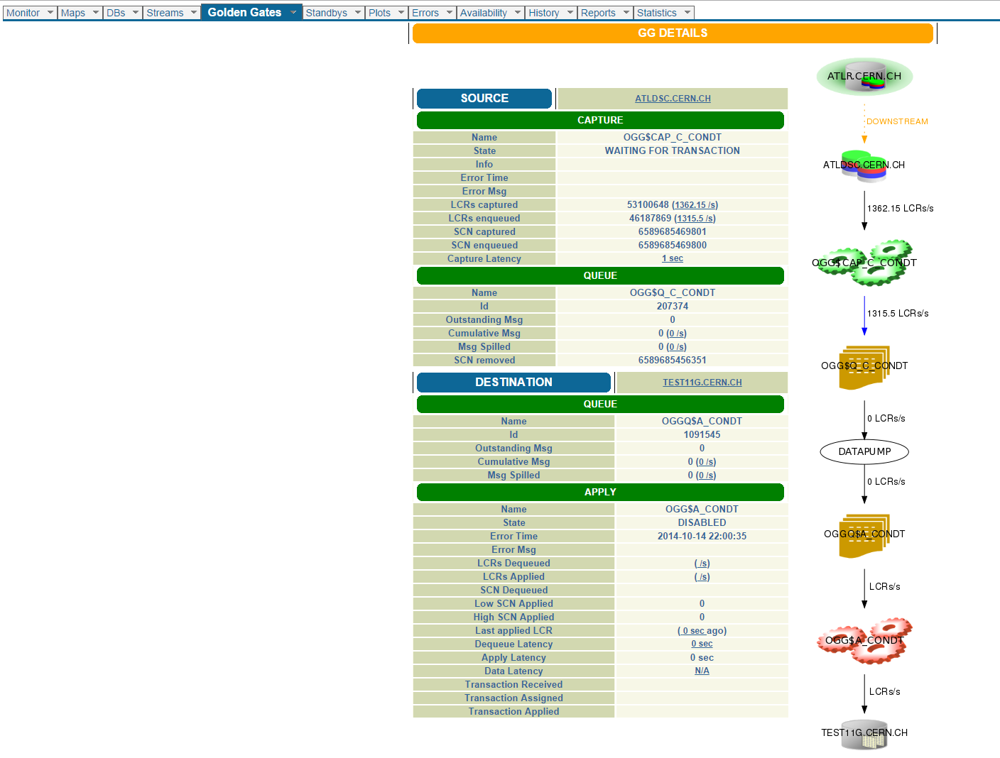 Monitor Maps DBs Streams Golden Gates Standbys Plots Errors Availability History Reports Statistics
GG DETAILS
SOURCE ATLDSC.CERN.CH
CAPTURE
Name OGG$CAP_C_CONDT
State WAITING FOR TRANSACTION
Info
Error Time
Error Msg
LCRs captured 53100648 (1362.15 /s)
LCRs enqueued 46187869 (1315.5 /s)
SCN captured 6589685469801
SCN enqueued 6589685469800
Capture Latency 1 sec
QUEUE
Name OGG$Q_C_CONDT
Id 207374
Outstanding Msg 0
Cumulative Msg 0 (0 /s)
Msg Spilled 0 (0 /s)
SCN removed 6589685456351
DESTINATION TEST11G.CERN.CH
QUEUE
Name OGGQ$A_CONDT
Id 1091545
Outstanding Msg 0
Cumulative Msg 0 (0 /s)
Msg Spilled 0 (0 /s)
APPLY
Name OGG$A_CONDT
State DISABLED
Error Time 2014-10-14 22:00:35
Error Msg
LCRs Dequeued ( /s)
LCRs Applied ( /s)
SCN Dequeued
Low SCN Applied 0
High SCN Applied 0
Last applied LCR ( 0 sec ago)
Dequeue Latency 0 sec
Apply Latency 0 sec
Data Latency N/A
Transaction Received
Transaction Assigned
Transaction Applied
ATLR.CERN.CH
DOWNSTREAM
ATLDSC.CERN.CH
1362.15 LCRs/s
OGG$CAP_C_CONDT
1315.5 LCRs/s
OGG$Q_C_CONDT
0 LCRs/s
DATAPUMP
0 LCRs/s
OGGQ$A_CONDT
LCRs/s
OGG$A_CONDT
LCRs/s
TEST11G.CERN.CH